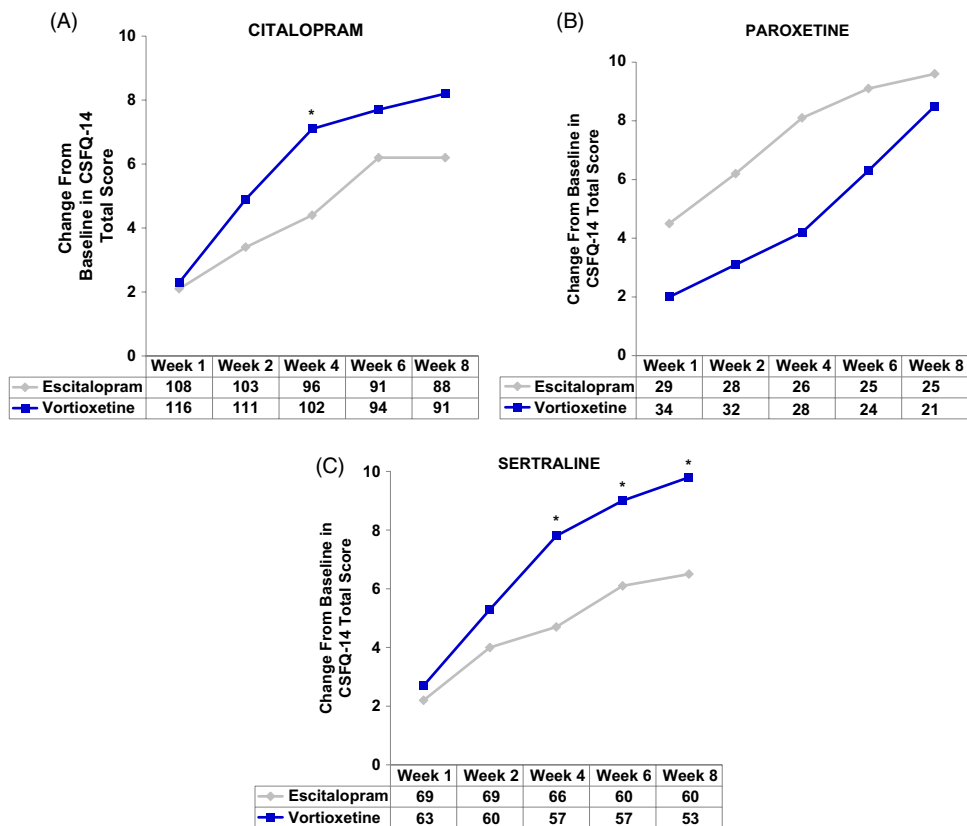 (A)
CITALOPRAM
Change From
Baseline in CSFQ-14
Total Score
10
8
6
4
2
0
*
Week 1 Week 2 Week 4 Week 6 Week 8
Escitalopram 108 103 96 91 88
Vortioxetine 116 111 102 94 91
(B)
PAROXETINE
Change From Baseline in
CSFQ-14 Total Score
10
8
6
4
2
0
Week 1 Week 2 Week 4 Week 6 Week 8
Escitalopram 29 28 26 25 25
Vortioxetine 34 32 28 24 21
(C)
SERTRALINE
Change From Baseline in
CSFQ-14 Total Score
10
8
6
4
2
0
* * *
Week 1 Week 2 Week 4 Week 6 Week 8
Escitalopram 69 69 66 60 60
Vortioxetine 63 60 57 57 53